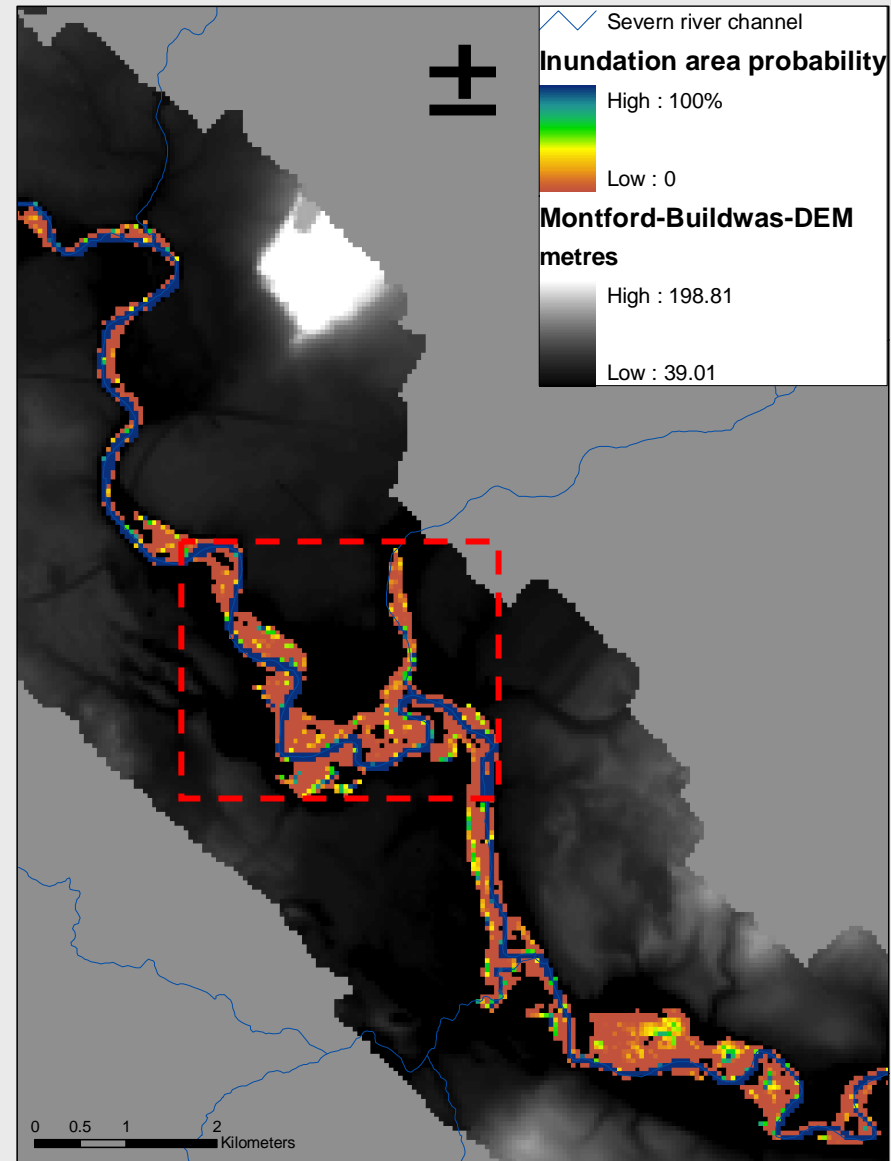 Severn river channel
Inundation area probability
High : 100%
Low : 0
Montford-Buildwas-DEM
metres
High : 198.81
Low : 39.01
0 0.5 1 2
Kilometers